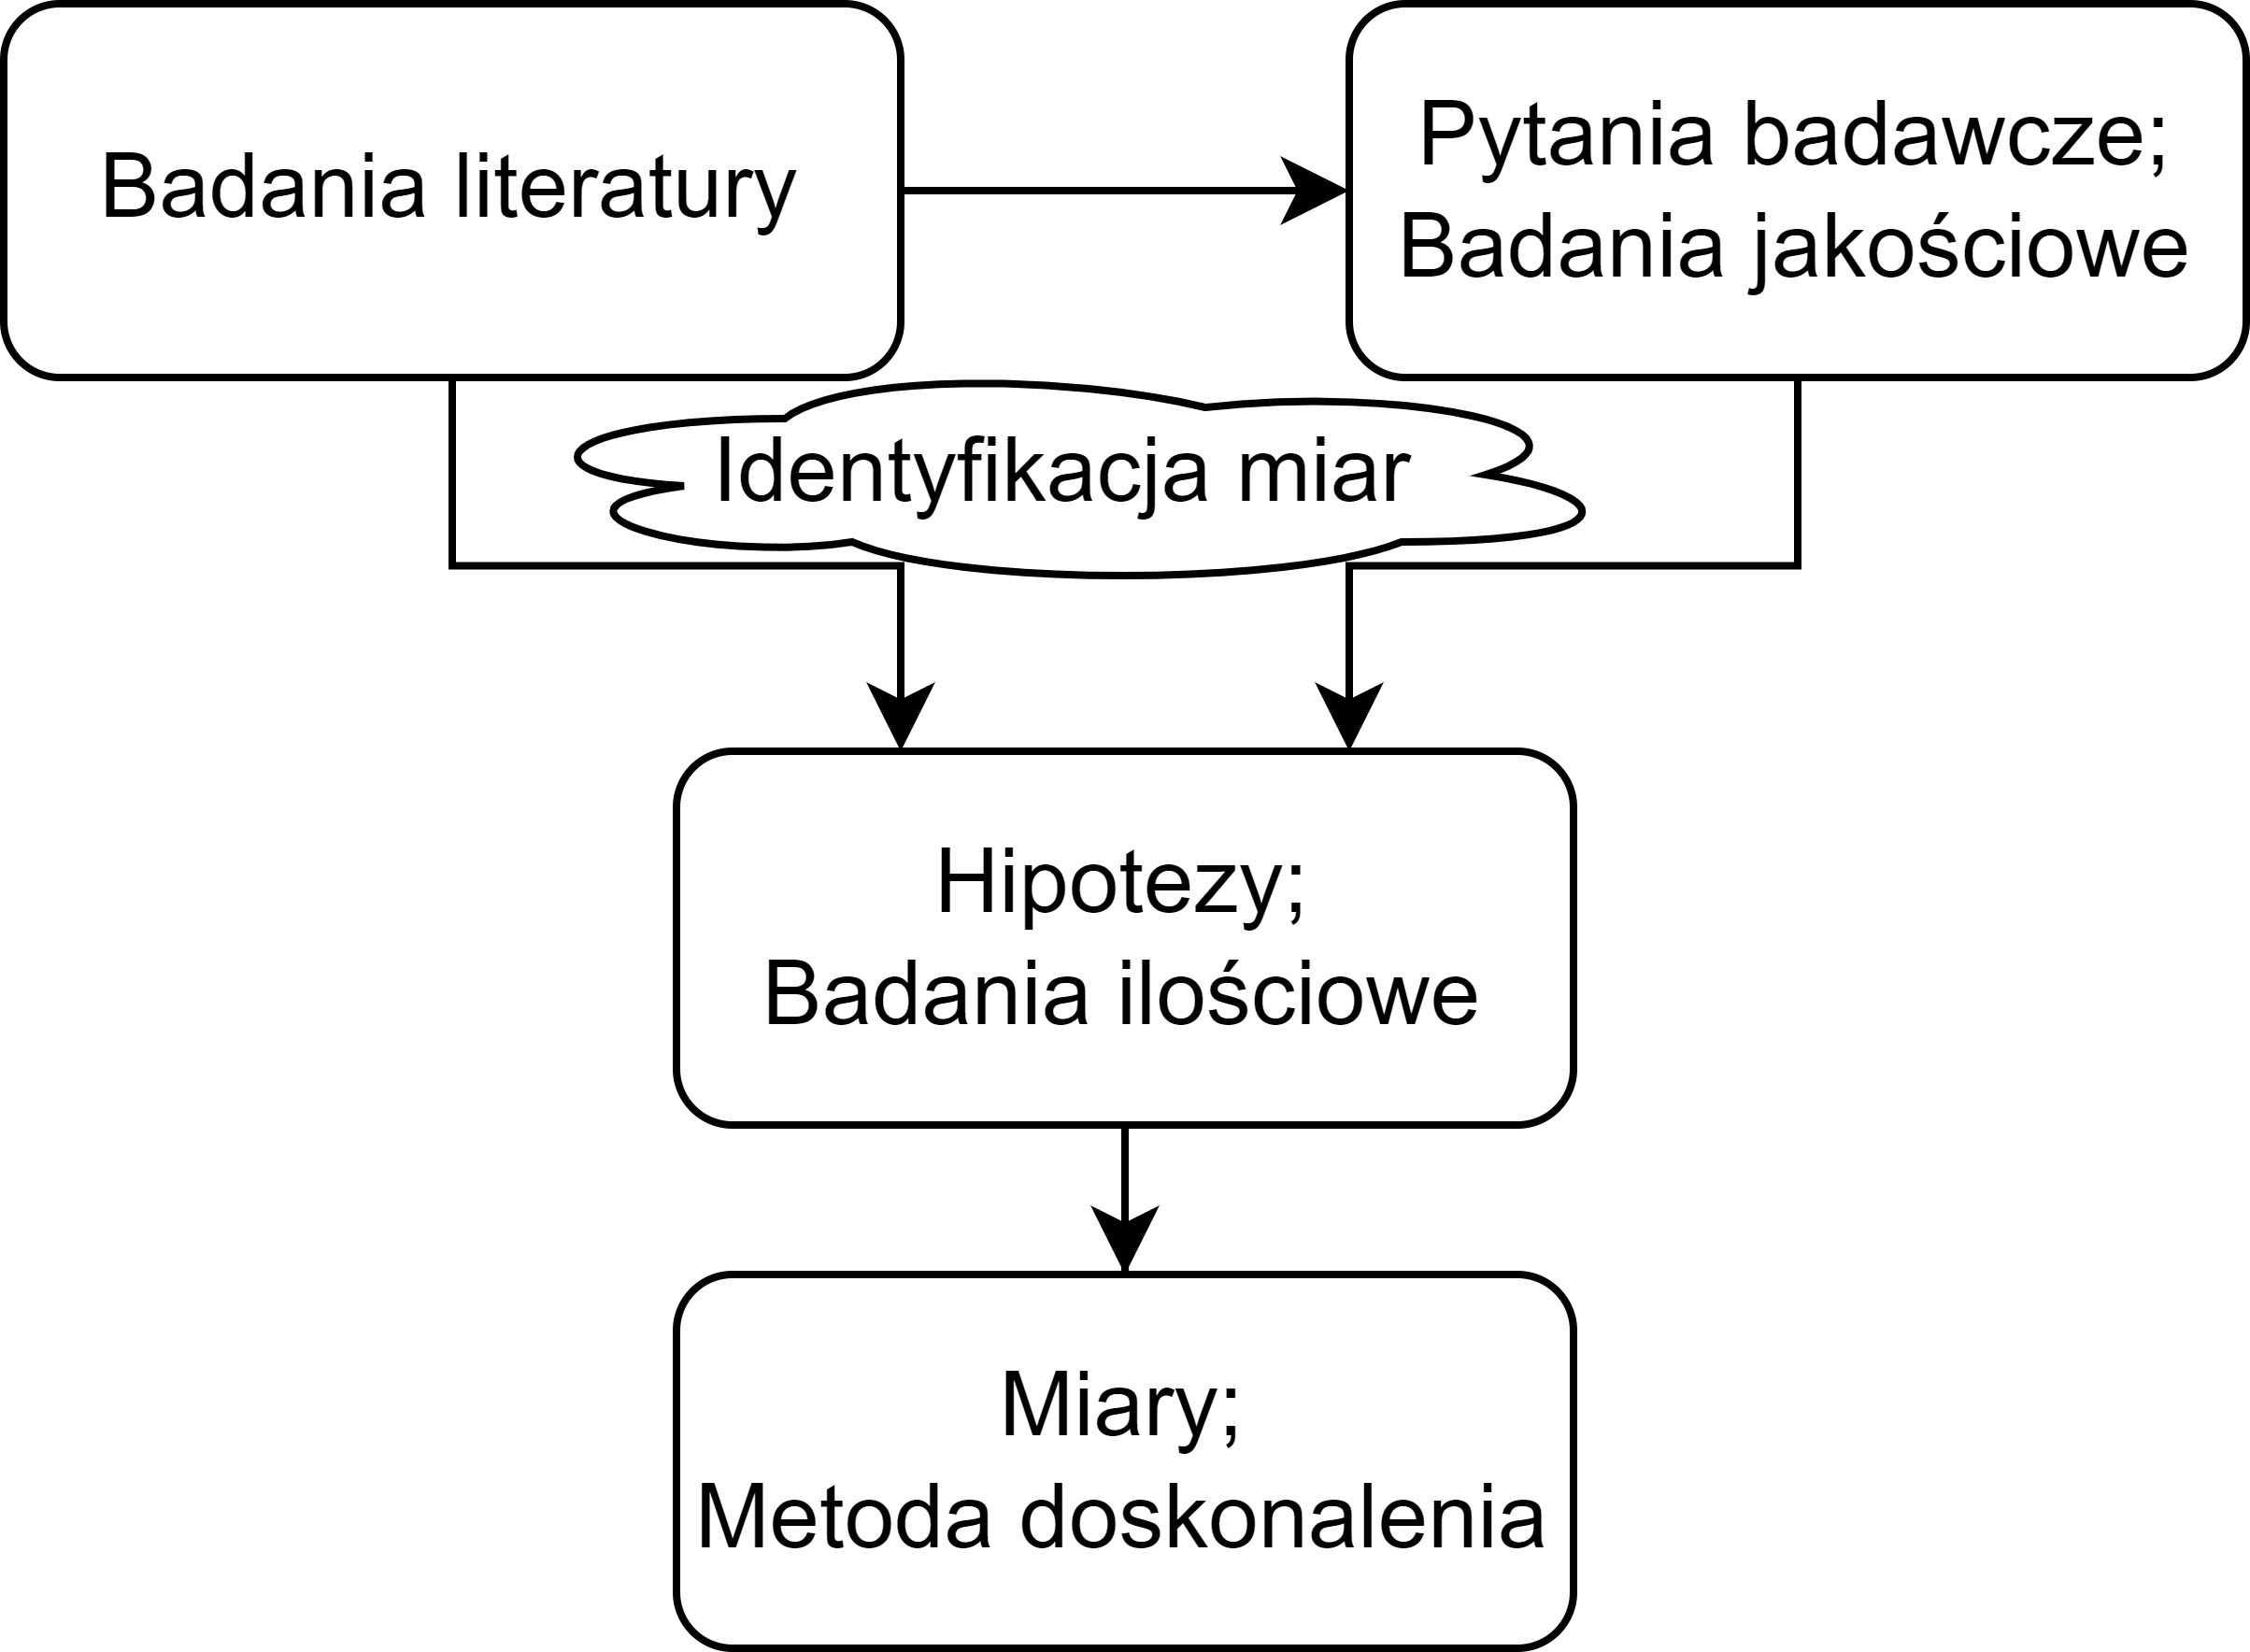 Badania literatury
Pytania badawcze;
Badania jakościowe
Identyfikacja miar
Hipotezy;
Badania ilościowe
Miary;
Metoda doskonalenia